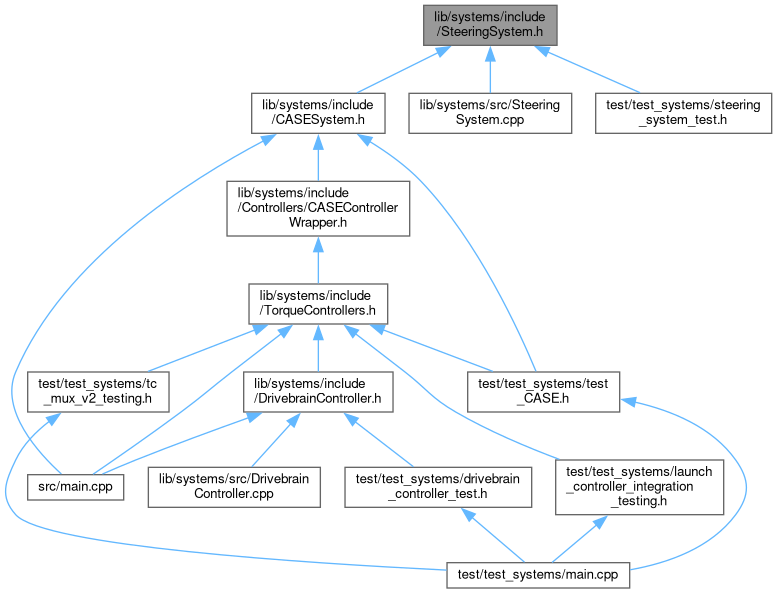 lib/systems/include
/SteeringSystem.h
lib/systems/include
/CASESystem.h
lib/systems/src/Steering
System.cpp
test/test_systems/steering
_system_test.h
lib/systems/include
/Controllers/CASEController
Wrapper.h
lib/systems/include
/TorqueControllers.h
test/test_systems/tc
_mux_v2_testing.h
lib/systems/include
/DrivebrainController.h
test/test_systems/test
_CASE.h
src/main.cpp
lib/systems/src/Drivebrain
Controller.cpp
test/test_systems/drivebrain
_controller_test.h
test/test_systems/launch
_controller_integration
_testing.h
test/test_systems/main.cpp